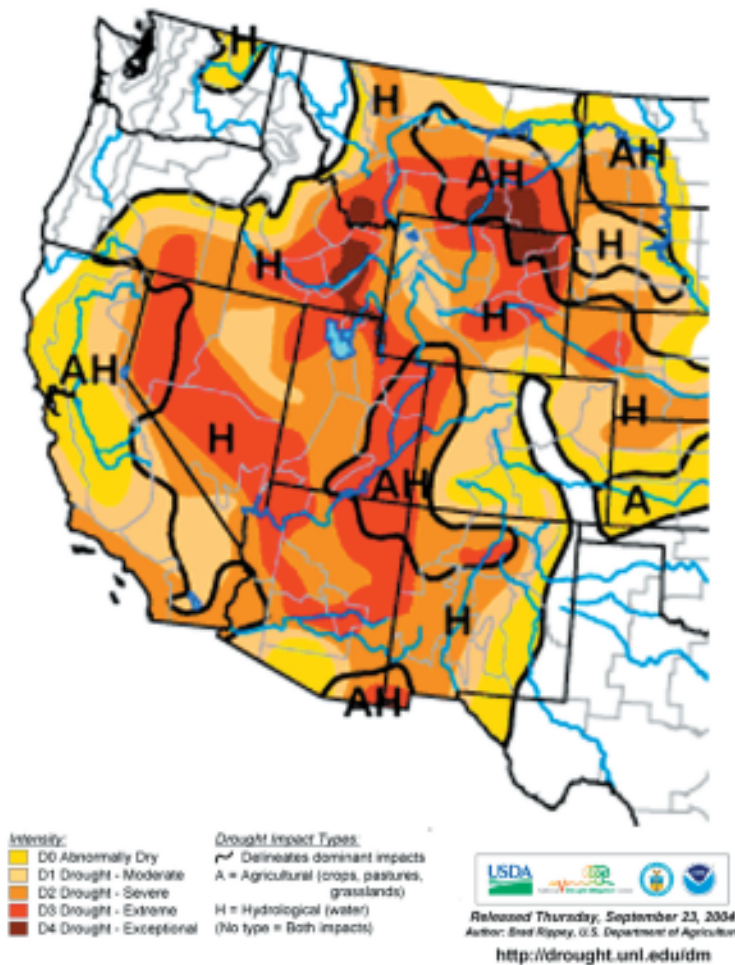 H
H
AH
AH
H
H
H
AH
H
H
AH
A
H
AH
Intensity:
D0 Abnormally Dry
D1 Drought - Moderate
D2 Drought - Severe
D3 Drought - Extreme
D4 Drought - Exceptional
Drought Impact Types:
Delineates dominant impacts
A = Agricultural (crops, pastures,
grasslands)
H = Hydrological (water)
(No type = Both impacts)
USDA
Released Thursday, September 23, 2004
Author: Brad Rippey, U.S. Department of Agricultur
http://drought.unl.edu/dm